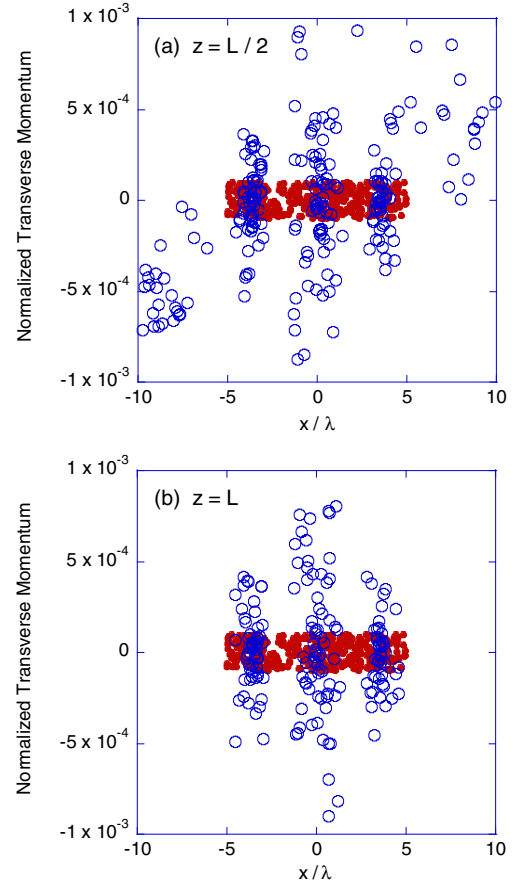 1 x 10⁻³
(a) z = L / 2
5 x 10⁻⁴
0
-5 x 10⁻⁴
-1 x 10⁻³
Normalized Transverse Momentum
-10 -5 0 5 10
x / λ
1 x 10⁻³
(b) z = L
5 x 10⁻⁴
0
-5 x 10⁻⁴
-1 x 10⁻³
Normalized Transverse Momentum
-10 -5 0 5 10
x / λ